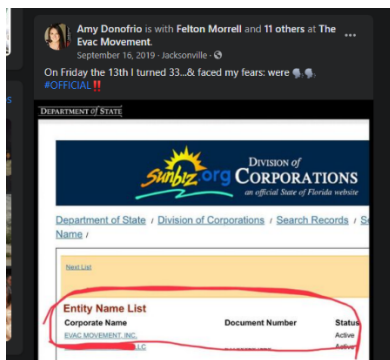 Amy Donofrio is with Felton Morrell and 11 others at The
Evac Movement.
September 16, 2019 · Jacksonville ·
On Friday the 13th I turned 33...& faced my fears: were 🗣️🗣️.
#OFFICIAL‼️
DEPARTMENT of STATE
sunbiz.org
DIVISION of
CORPORATIONS
an official State of Florida website
Department of State / Division of Corporations / Search Records / S
Name /
Next List
Entity Name List
Corporate Name Document Number Status
EVAC MOVEMENT, INC. Active
LLC Active